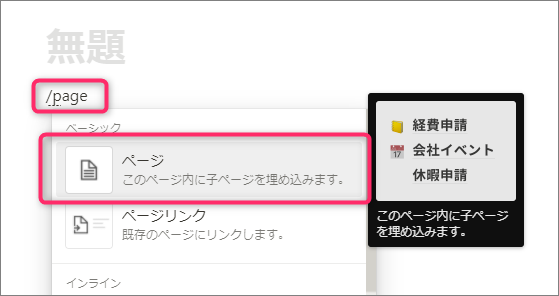 無題
/page
ベーシック
ページ
このページ内に子ページを埋め込みます。
ページリンク
既存のページにリンクします。
インライン
経費申請
17
会社イベント
休暇申請
このページ内に子ページ
を埋め込みます。